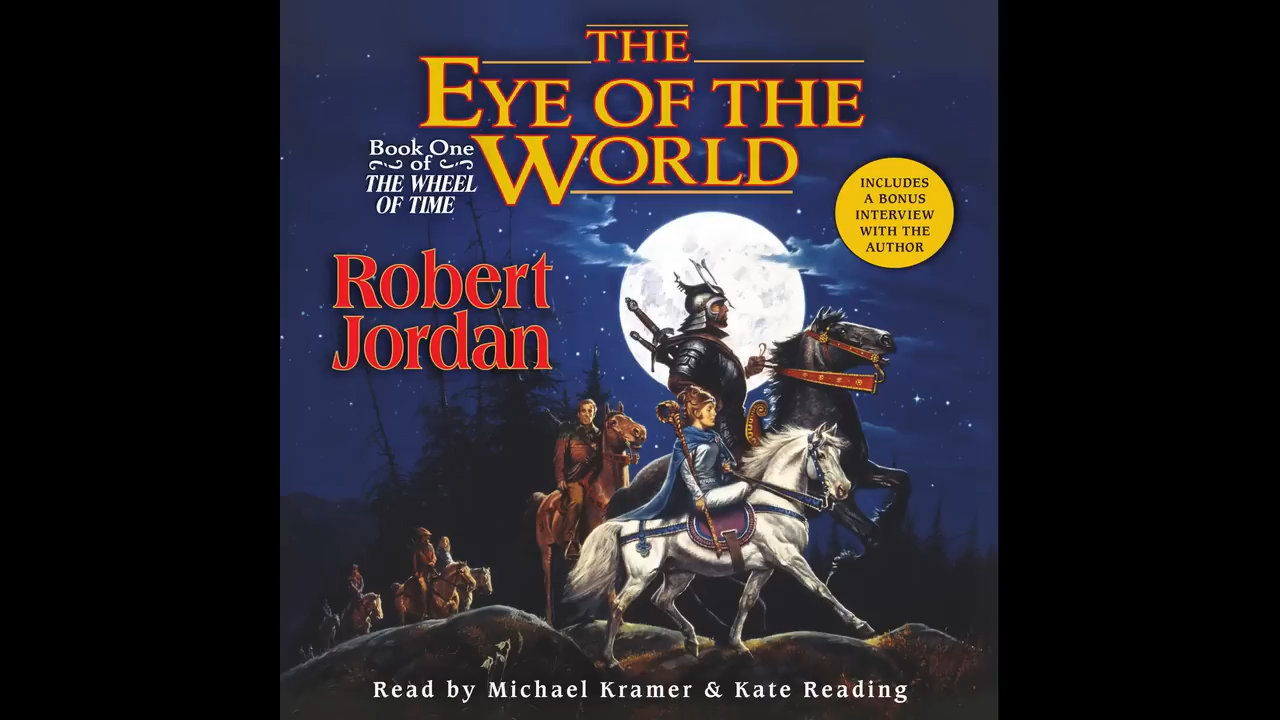 THE
EYE OF THE
WORLD
Book One
of
THE WHEEL
OF TIME
INCLUDES
A BONUS
INTERVIEW
WITH THE
AUTHOR
Robert
Jordan
Read by Michael Kramer & Kate Reading